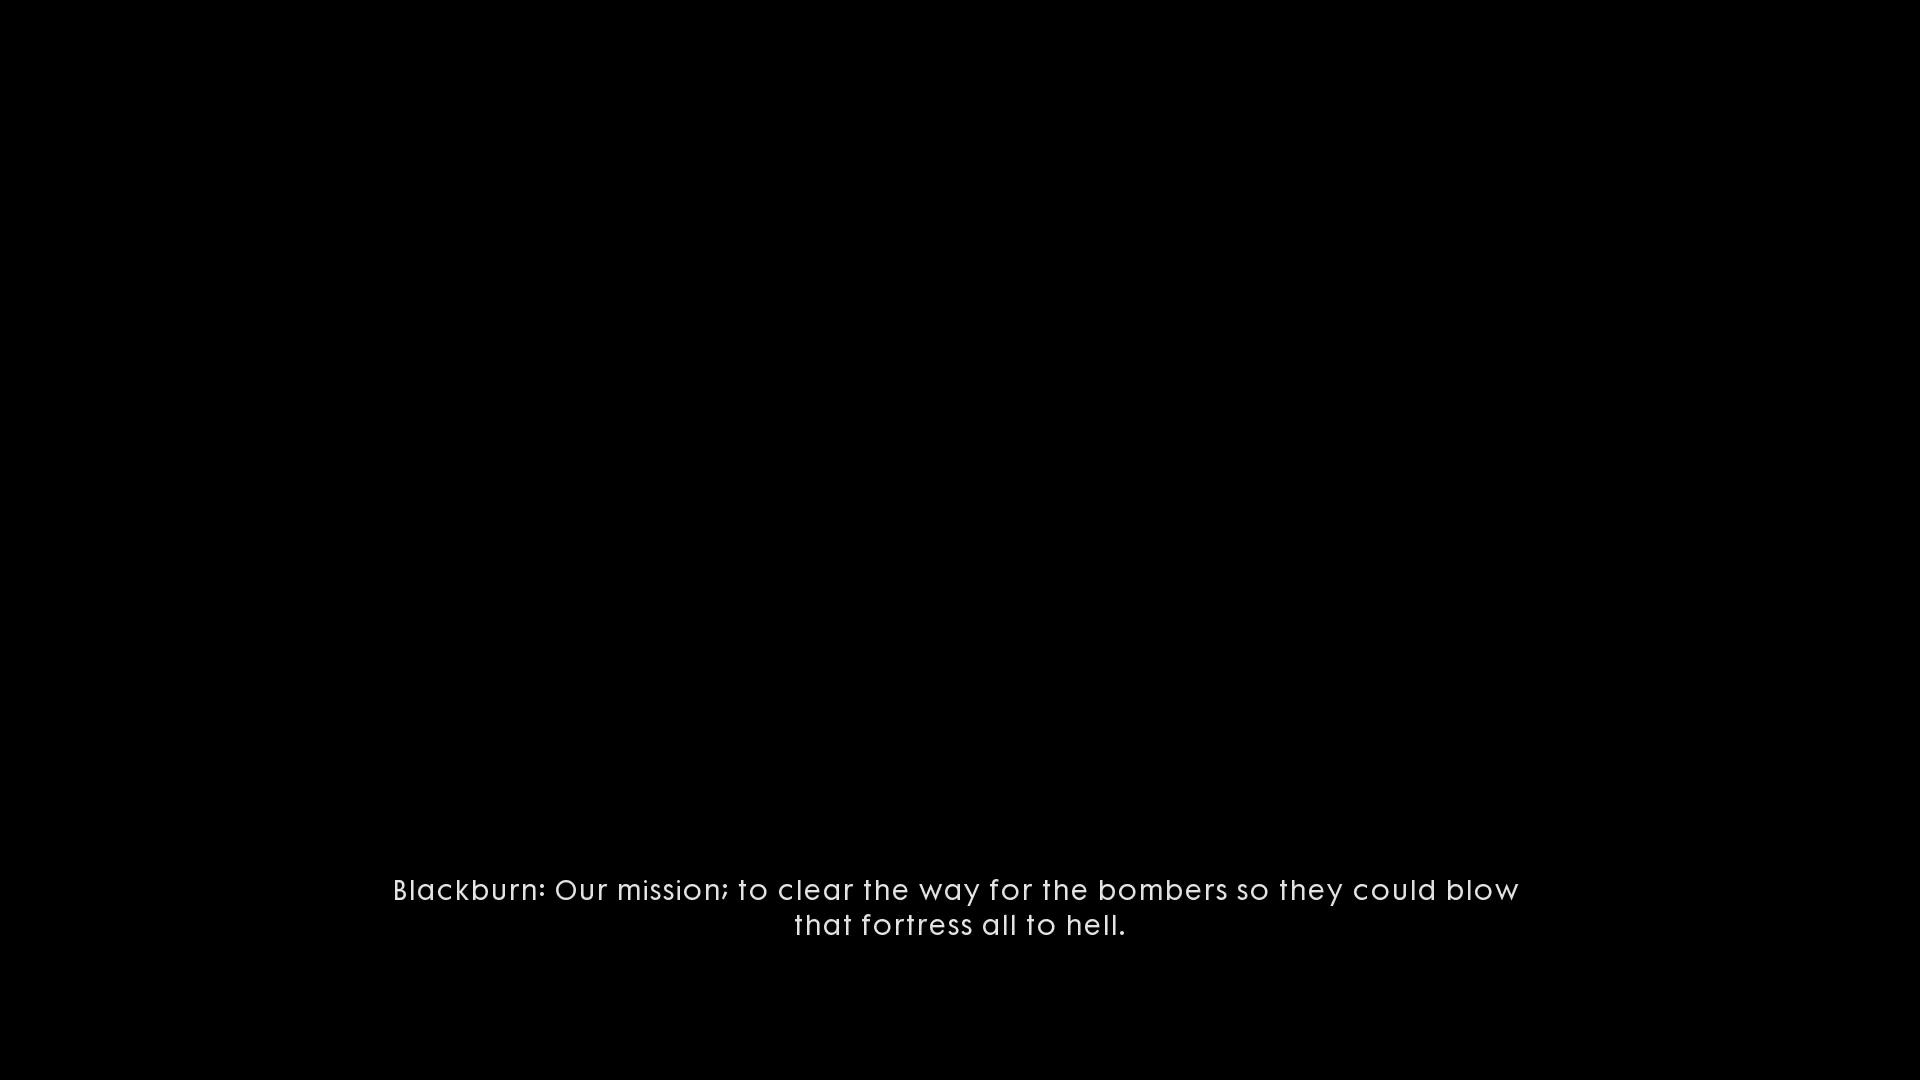 Blackburn: Our mission; to clear the way for the bombers so they could blow
that fortress all to hell.